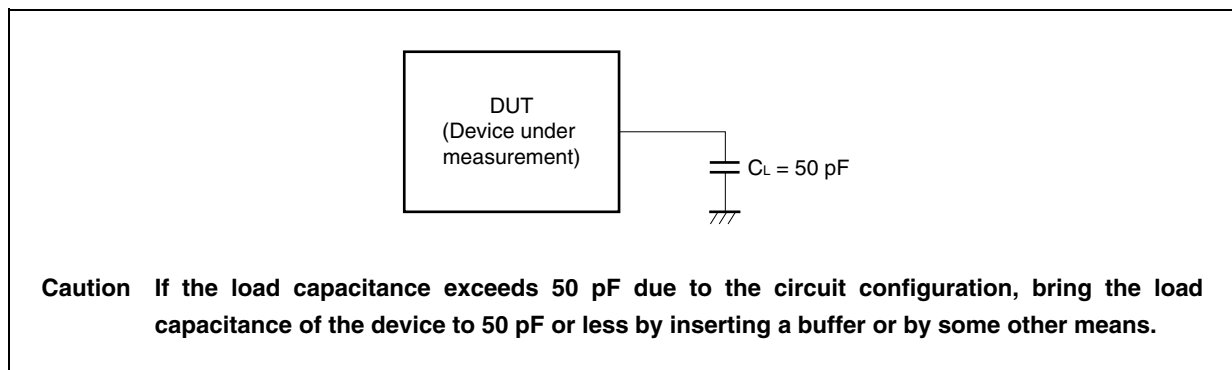 DUT
(Device under
measurement)
CL = 50 pF
Caution If the load capacitance exceeds 50 pF due to the circuit configuration, bring the load
capacitance of the device to 50 pF or less by inserting a buffer or by some other means.